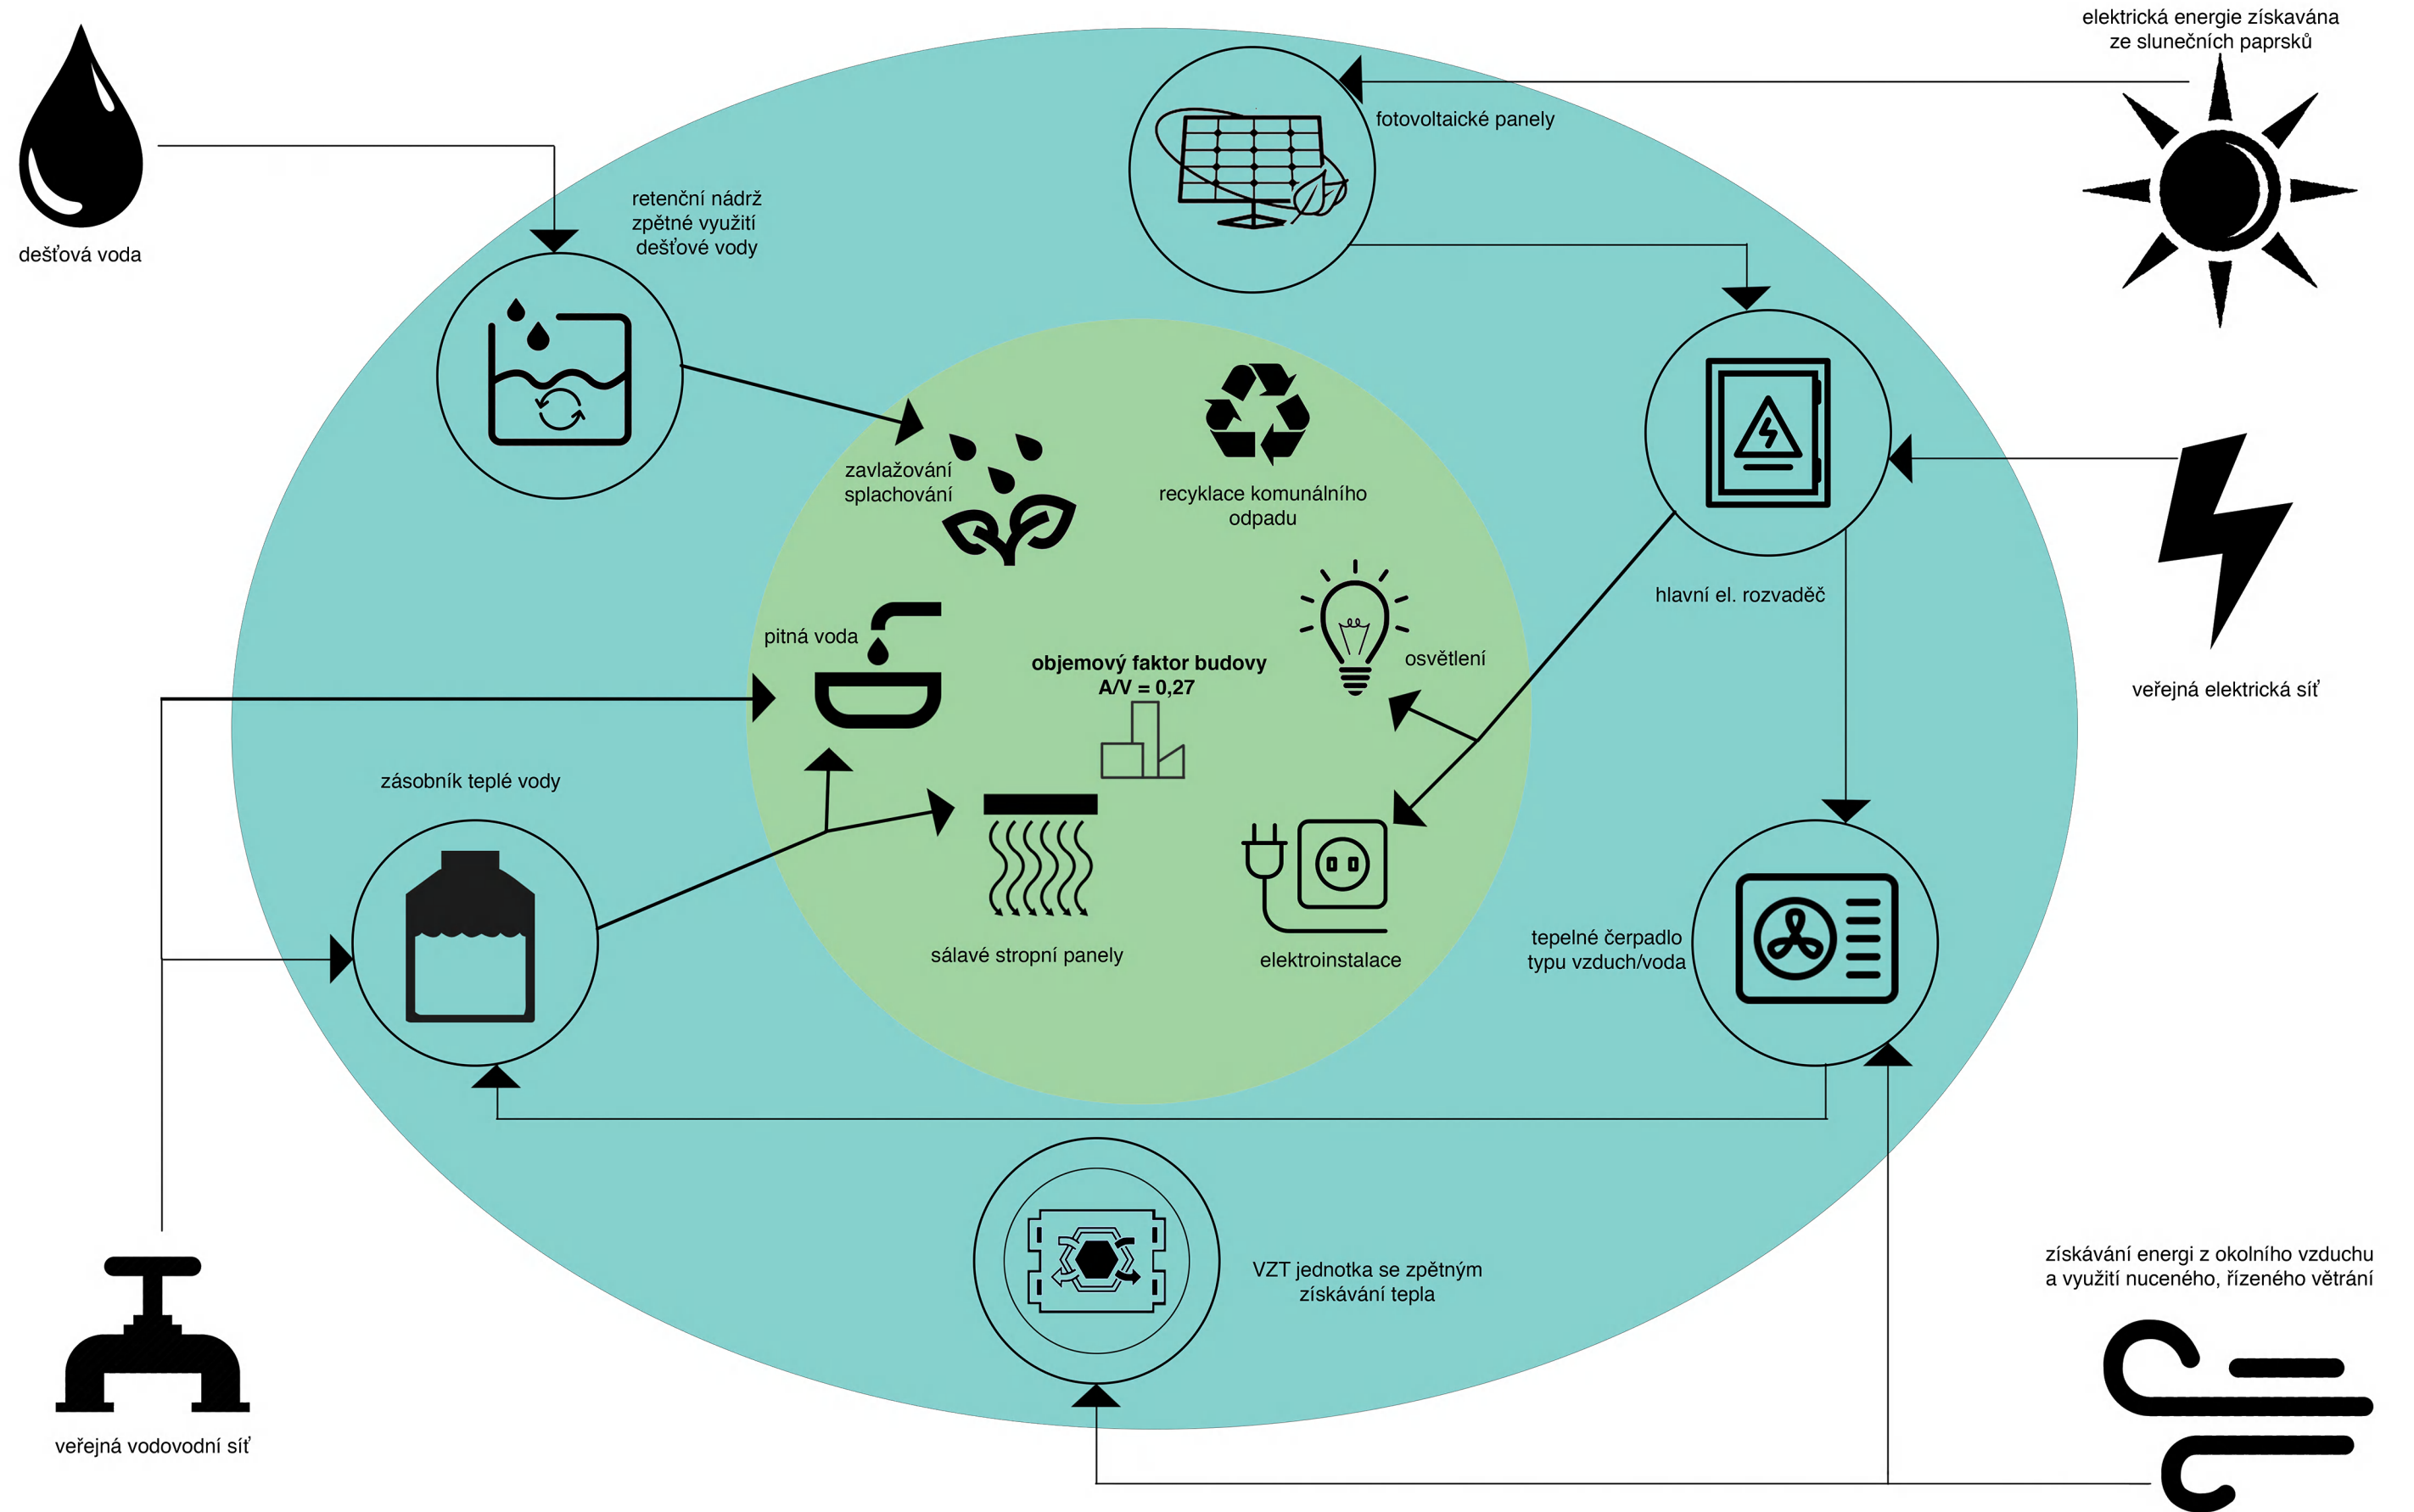 elektrická energie získavána
ze slunečních paprsků
fotovoltaické panely
retenční nádrž
zpětné využití
dešťové vody
dešťová voda
zavlažování
splachování
recyklace komunálního
odpadu
hlavní el. rozvaděč
pitná voda
osvětlení
objemový faktor budovy
A/V = 0,27
veřejná elektrická síť
zásobník teplé vody
tepelné čerpadlo
typu vzduch/voda
sálavé stropní panely
elektroinstalace
VZT jednotka se zpětným
získávání tepla
získávání energi z okolního vzduchu
a využití nuceného, řízeného větrání
veřejná vodovodní síť